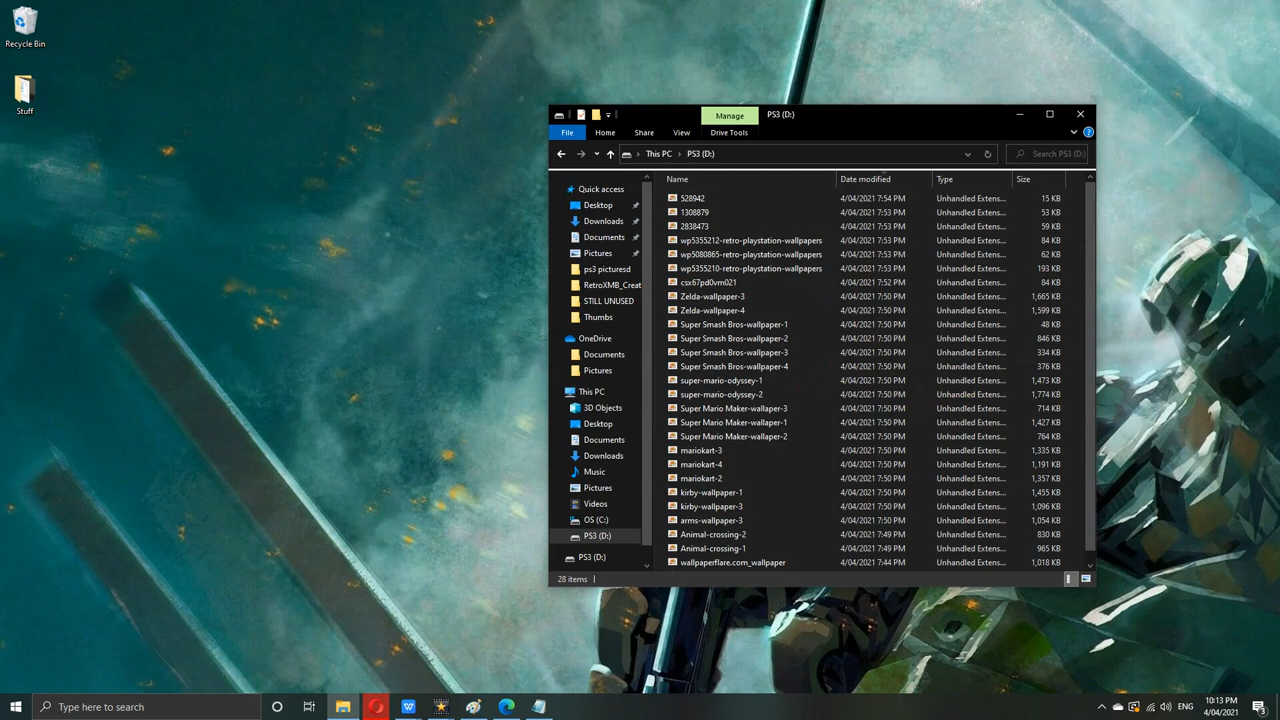 Recycle Bin
Stuff
Manage
PS3 (D:)
File
Home
Share
View
Drive Tools
This PC
PS3 (D:)
Search PS3 (D:)
Name
Date modified
Type
Size
Quick access
Desktop
Downloads
Documents
Pictures
ps3 picturesd
RetroXMB_Creat
STILL UNUSED
Thumbs
OneDrive
Documents
Pictures
This PC
3D Objects
Desktop
Documents
Downloads
Music
Pictures
Videos
OS (C:)
PS3 (D:)
PS3 (D:)
528942 4/04/2021 7:54 PM Unhandled Extens... 15 KB
1308879 4/04/2021 7:53 PM Unhandled Extens... 53 KB
2838473 4/04/2021 7:53 PM Unhandled Extens... 59 KB
wp5355212-retro-playstation-wallpapers 4/04/2021 7:53 PM Unhandled Extens... 84 KB
wp5080865-retro-playstation-wallpapers 4/04/2021 7:53 PM Unhandled Extens... 62 KB
wp5355210-retro-playstation-wallpapers 4/04/2021 7:53 PM Unhandled Extens... 193 KB
csx67pd0vm021 4/04/2021 7:52 PM Unhandled Extens... 84 KB
Zelda-wallpaper-3 4/04/2021 7:50 PM Unhandled Extens... 1,665 KB
Zelda-wallpaper-4 4/04/2021 7:50 PM Unhandled Extens... 1,599 KB
Super Smash Bros-wallpaper-1 4/04/2021 7:50 PM Unhandled Extens... 48 KB
Super Smash Bros-wallpaper-2 4/04/2021 7:50 PM Unhandled Extens... 846 KB
Super Smash Bros-wallpaper-3 4/04/2021 7:50 PM Unhandled Extens... 334 KB
Super Smash Bros-wallpaper-4 4/04/2021 7:50 PM Unhandled Extens... 376 KB
super-mario-odyssey-1 4/04/2021 7:50 PM Unhandled Extens... 1,473 KB
super-mario-odyssey-2 4/04/2021 7:50 PM Unhandled Extens... 1,774 KB
Super Mario Maker-wallaper-3 4/04/2021 7:50 PM Unhandled Extens... 714 KB
Super Mario Maker-wallaper-1 4/04/2021 7:50 PM Unhandled Extens... 1,427 KB
Super Mario Maker-wallaper-2 4/04/2021 7:50 PM Unhandled Extens... 764 KB
mariokart-3 4/04/2021 7:50 PM Unhandled Extens... 1,335 KB
mariokart-4 4/04/2021 7:50 PM Unhandled Extens... 1,191 KB
mariokart-2 4/04/2021 7:50 PM Unhandled Extens... 1,357 KB
kirby-wallpaper-1 4/04/2021 7:50 PM Unhandled Extens... 1,455 KB
kirby-wallpaper-3 4/04/2021 7:50 PM Unhandled Extens... 1,096 KB
arms-wallpaper-3 4/04/2021 7:50 PM Unhandled Extens... 1,054 KB
Animal-crossing-2 4/04/2021 7:49 PM Unhandled Extens... 830 KB
Animal-crossing-1 4/04/2021 7:49 PM Unhandled Extens... 965 KB
wallpaperflare.com_wallpaper 4/04/2021 7:44 PM Unhandled Extens... 1,018 KB
28 items
Type here to search
ENG
10:13 PM
4/04/2021
3